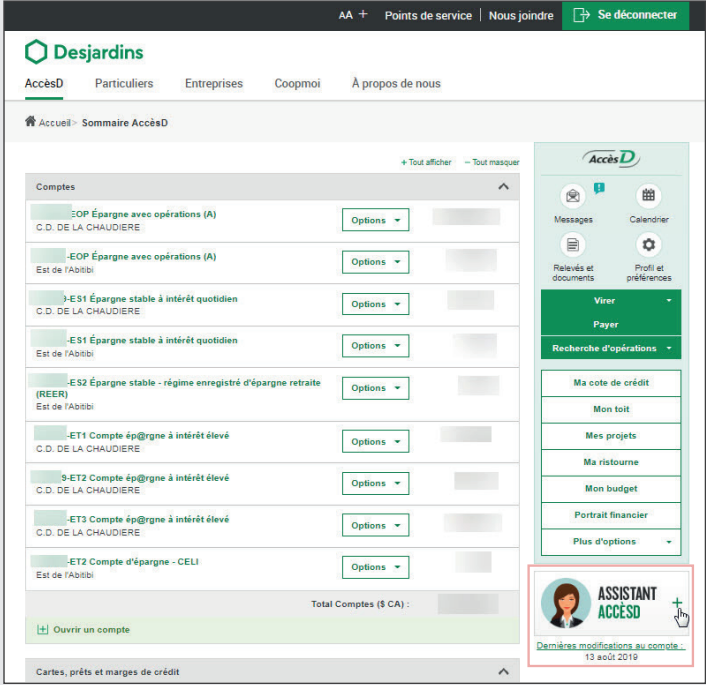 AA + Points de service | Nous joindre Se déconnecter
Desjardins
AccèsD Particuliers Entreprises Coopmoi À propos de nous
Accueil> Sommaire AccèsD
+ Tout afficher − Tout masquer
Comptes
EOP Épargne avec opérations (A)
C.D. DE LA CHAUDIERE
Options
-EOP Épargne avec opérations (A)
Est de l'Abitibi
Options
-ES1 Épargne stable à intérêt quotidien
C.D. DE LA CHAUDIERE
Options
-ES1 Épargne stable à intérêt quotidien
Est de l'Abitibi
Options
-ES2 Épargne stable - régime enregistré d'épargne retraite
(REER)
Est de l'Abitibi
Options
-ET1 Compte ép@rgne à intérêt élevé
C.D. DE LA CHAUDIERE
Options
9-ET2 Compte ép@rgne à intérêt élevé
C.D. DE LA CHAUDIERE
Options
-ET3 Compte ép@rgne à intérêt élevé
C.D. DE LA CHAUDIERE
Options
-ET2 Compte d'épargne - CELI
Est de l'Abitibi
Options
Total Comptes ($ CA) :
Ouvrir un compte
Cartes, prêts et marges de crédit
Accès D
Messages Calendrier
Relevés et documents
Profil et préférences
Virer
Payer
Recherche d'opérations
Ma cote de crédit
Mon toit
Mes projets
Ma ristourne
Mon budget
Portrait financier
Plus d'options
ASSISTANT
ACCÈSD
+
Dernières modifications au compte :
13 août 2019